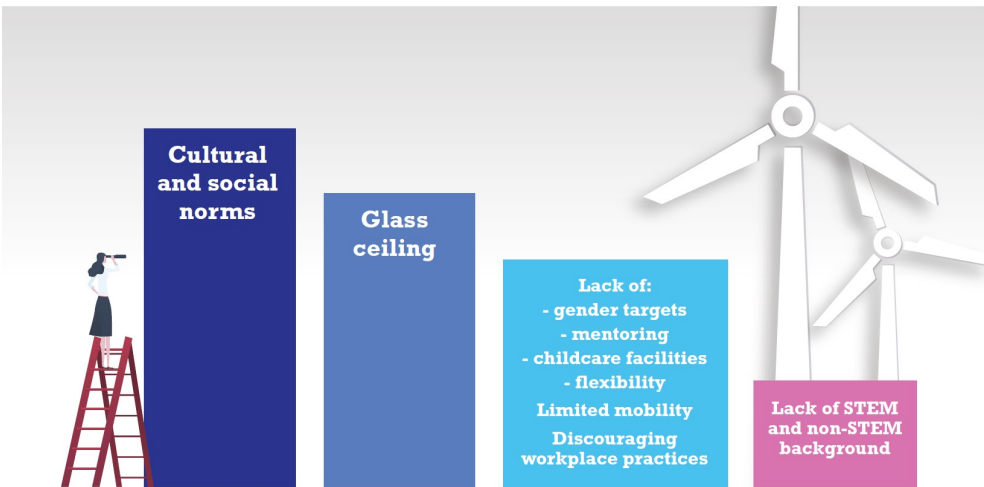 Cultural
and social
norms
Glass
ceiling
Lack of:
- gender targets
- mentoring
- childcare facilities
- flexibility
Limited mobility
Discouraging
workplace practices
Lack of STEM
and non-STEM
background